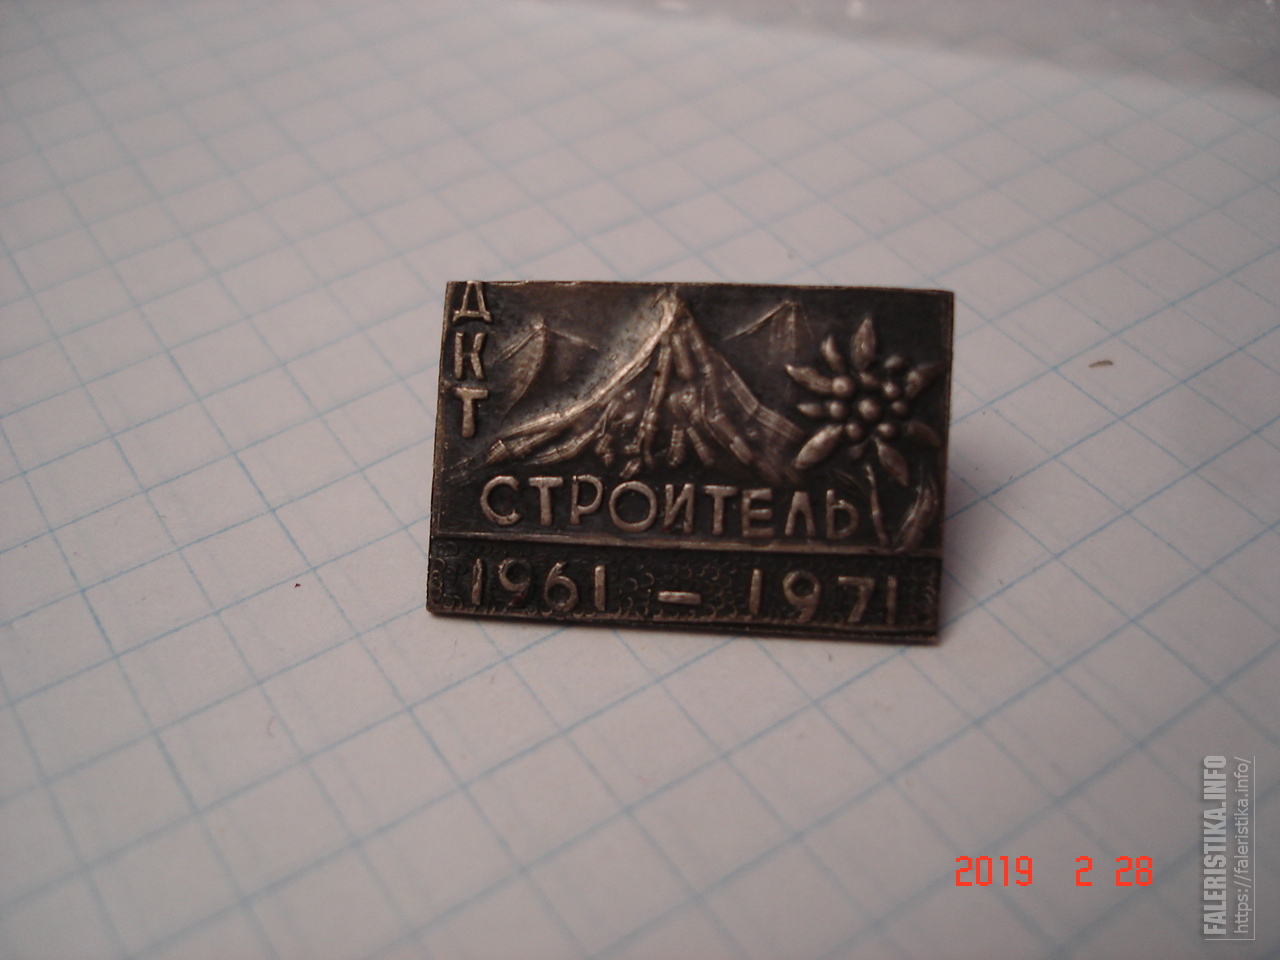 ДКТ
СТРОИТЕЛЬ
1961 - 1971
2019 2 28
FALERISTIKA.INFO
https://faleristika.info/